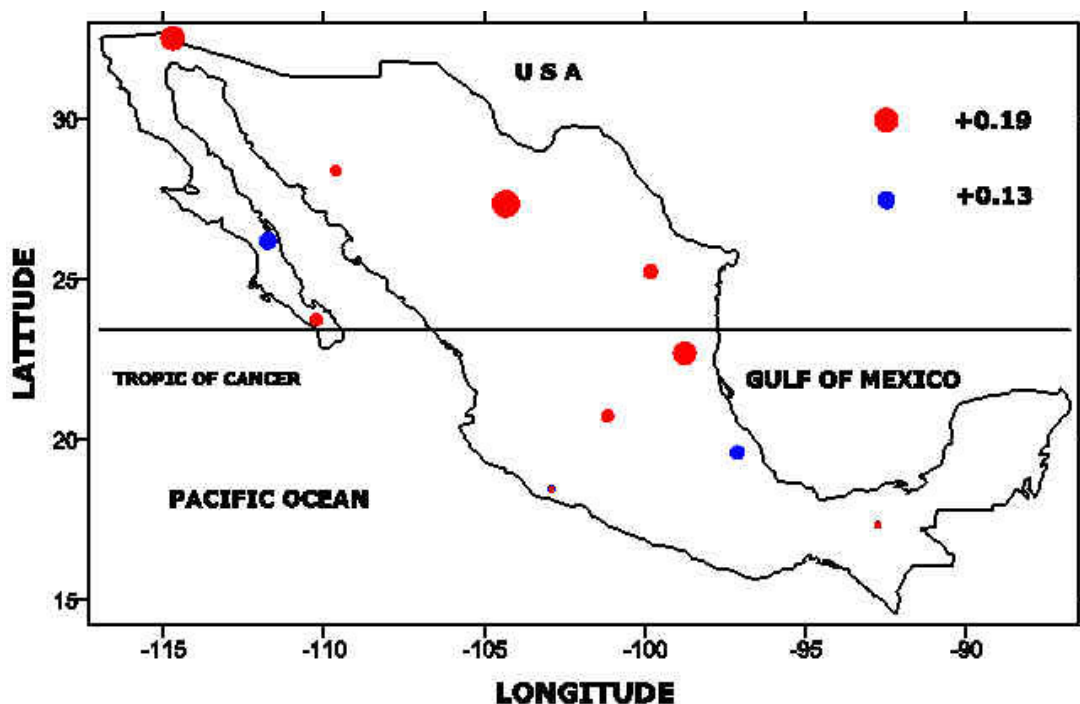 U S A
30
+0.19
+0.13
25
TROPIC OF CANCER
GULF OF MEXICO
20
PACIFIC OCEAN
15
LATITUDE
-115
-110
-105
-100
-95
-90
LONGITUDE